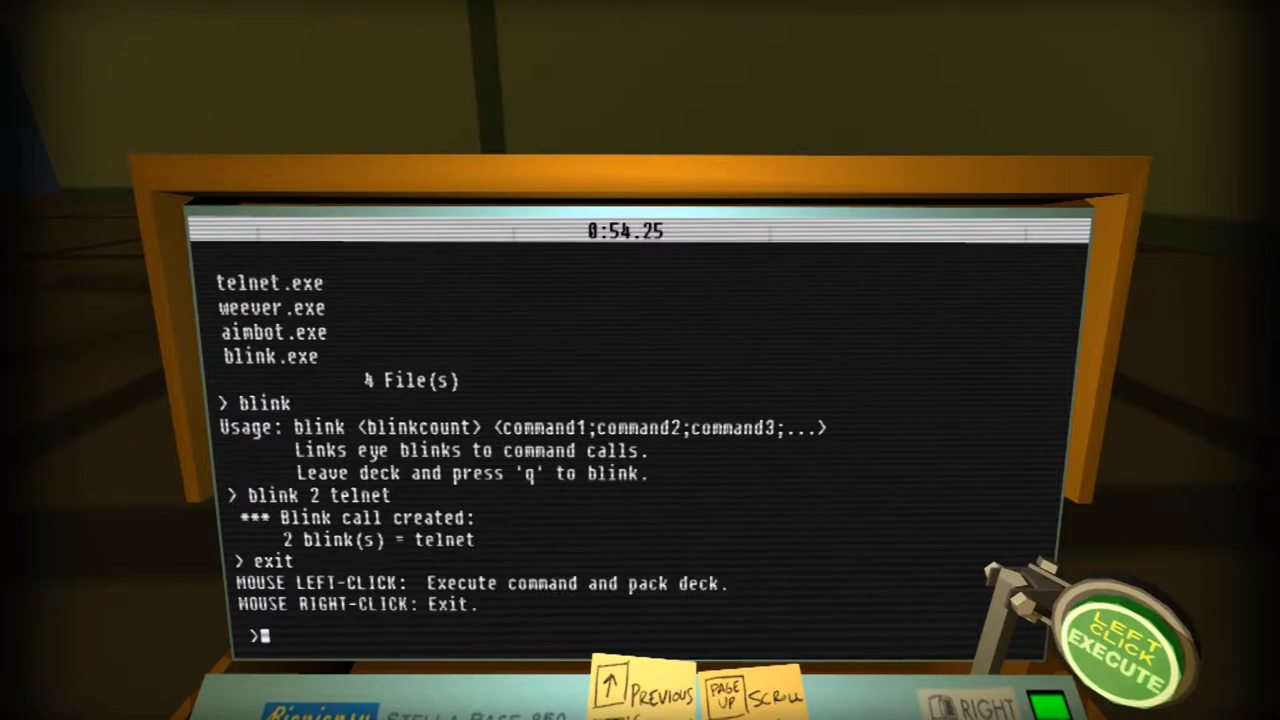 0:54.25
telnet.exe
weever.exe
aimbot.exe
blink.exe
4 File(s)
> blink
Usage: blink <blinkcount> <command1;command2;command3;...>
Links eye blinks to command calls.
Leave deck and press 'q' to blink.
> blink 2 telnet
*** Blink call created:
2 blink(s) = telnet
> exit
MOUSE LEFT-CLICK: Execute command and pack deck.
MOUSE RIGHT-CLICK: Exit.
>
LEFT
CLICK
EXECUTE
↑ PREVIOUS
PAGE
UP
SCROLL
STELLA BASE 850
RIGHT